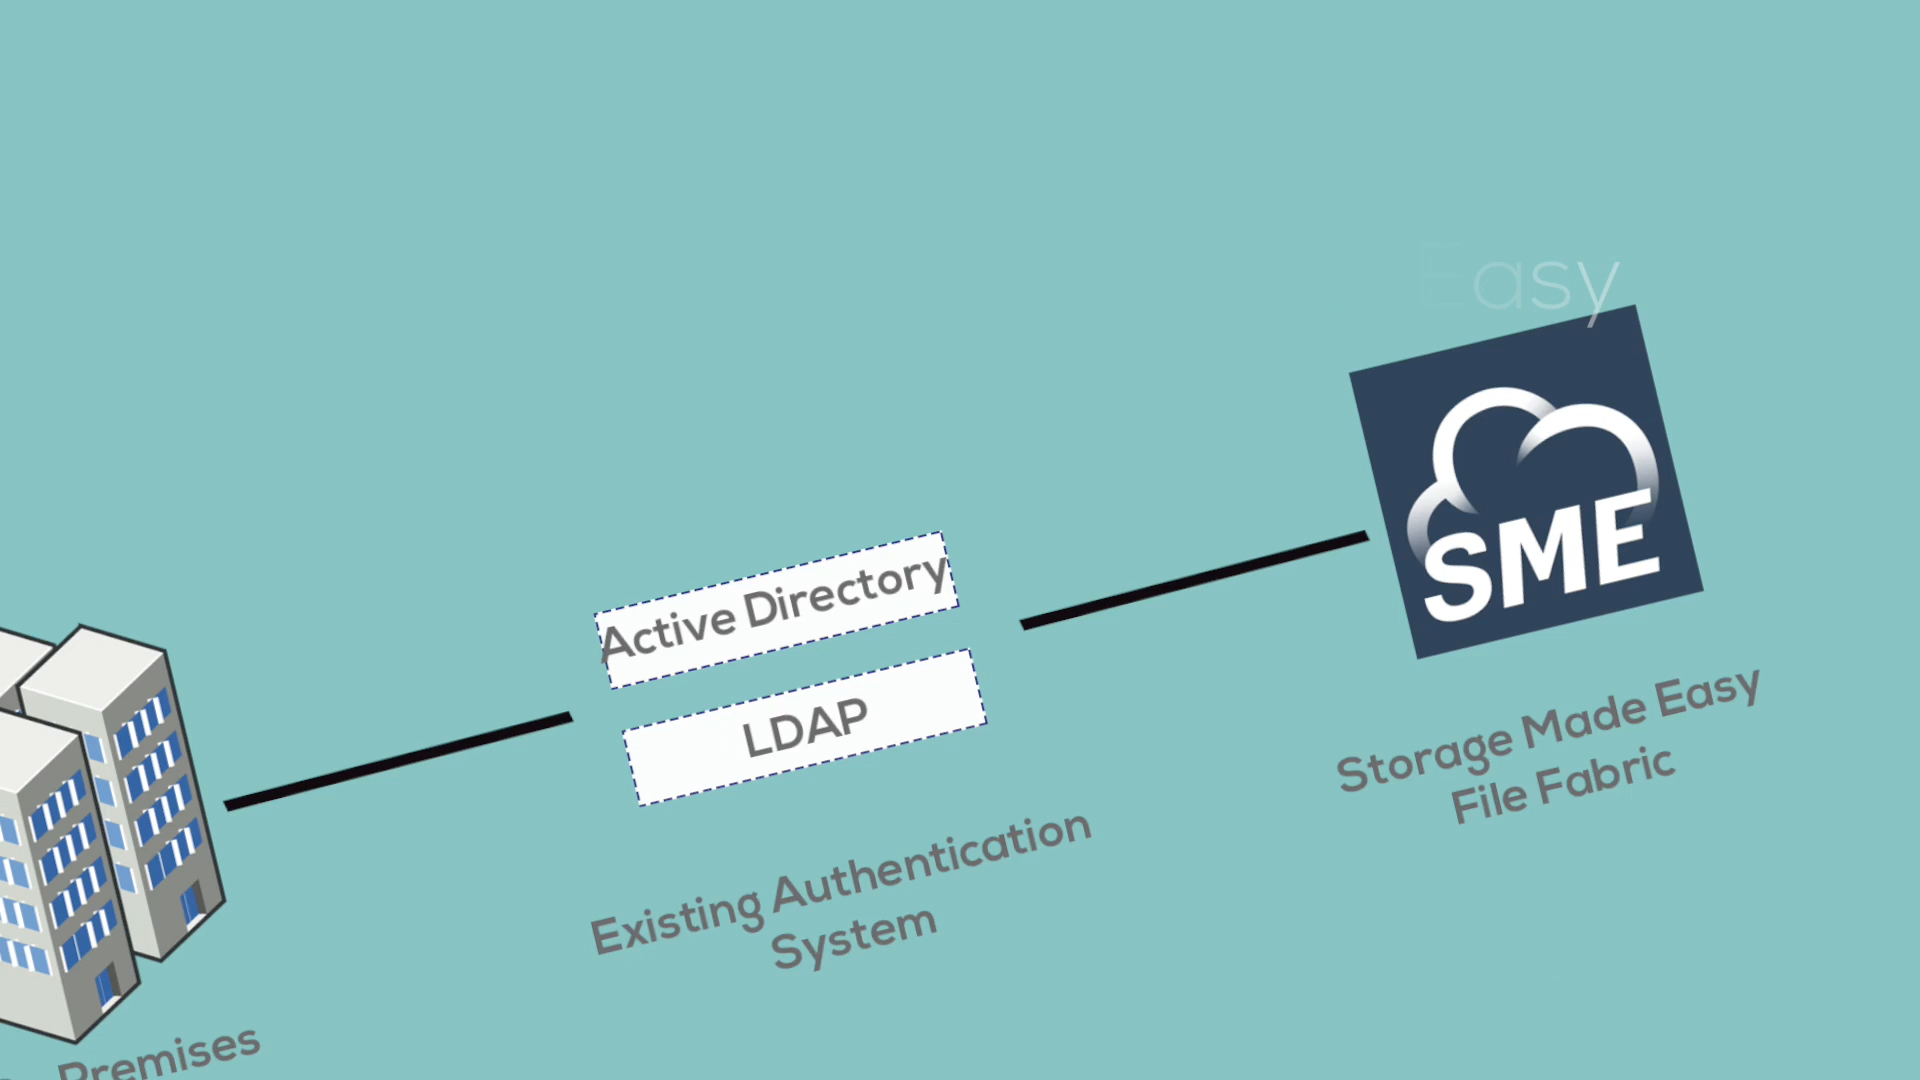 Easy
SME
Active Directory
LDAP
Storage Made Easy
File Fabric
Existing Authentication
System
Premises